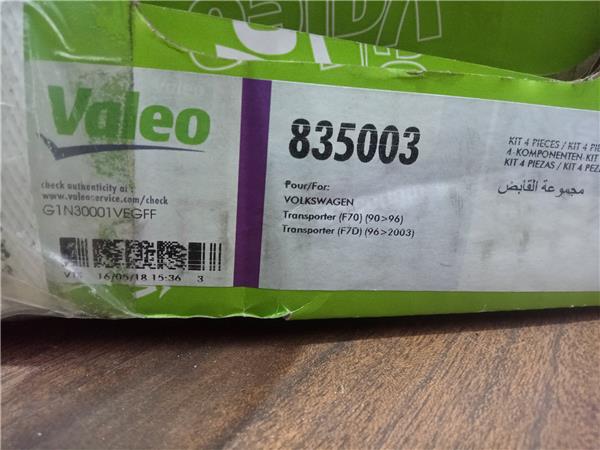 Valeo
835003
check authenticity at :
www.valeoservice.com/check
G1N30001VEGFF
16/05/18 15:36 3
Pour/For:
VOLKSWAGEN
Transporter (F70) (90>96)
Transporter (F7D) (96>2003)
KIT 4 PIECES / KIT 4
4-KOMPONENTEN-KIT
KIT 4 PIEZAS / KIT 4
مجموعة القابض